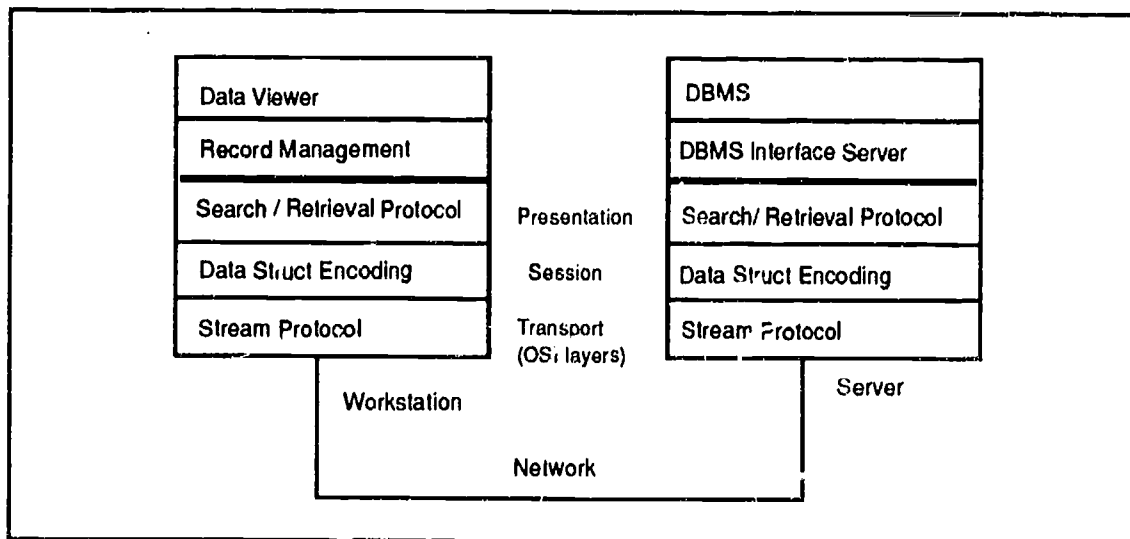 Data Viewer
Record Management
Search / Retrieval Protocol
Data Struct Encoding
Stream Protocol
Presentation
Session
Transport
(OSI layers)
DBMS
DBMS Interface Server
Search/ Retrieval Protocol
Data Struct Encoding
Stream Protocol
Workstation
Server
Network